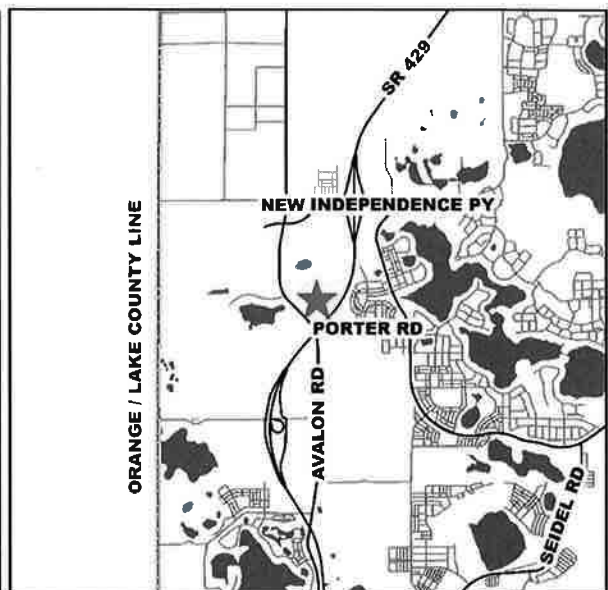 SR 429
NEW INDEPENDENCE PY
ORANGE / LAKE COUNTY LINE
PORTER RD
AVALON RD
SEIDEL RD